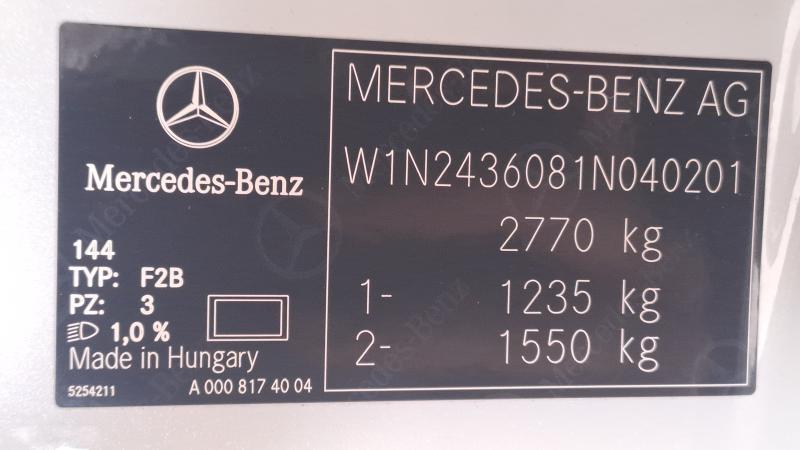 Mercedes-Benz
144
TYP: F2B
PZ: 3
1,0 %
Made in Hungary
5254211 A 000 817 40 04
MERCEDES-BENZ AG
W1N2436081N040201
2770 kg
1- 1235 kg
2- 1550 kg